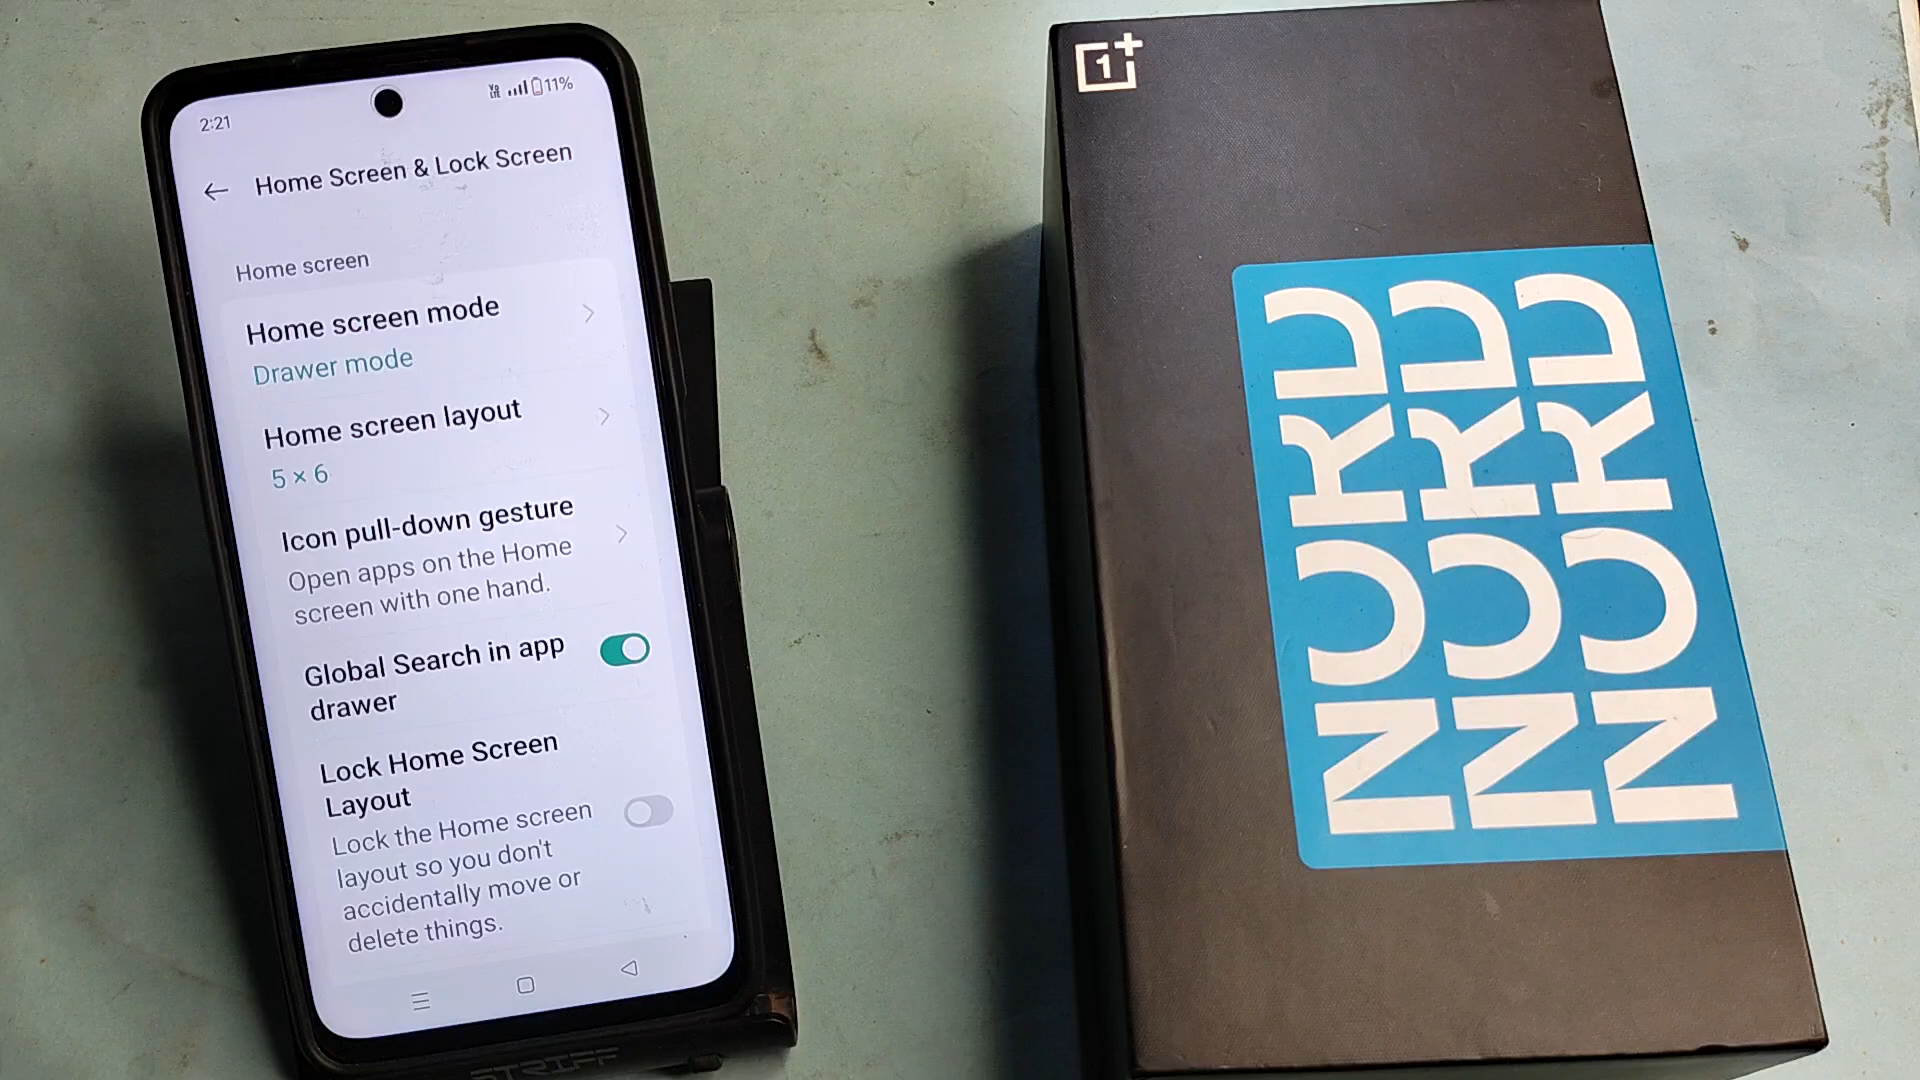 2:21
Vo
LTE
11%
Home Screen & Lock Screen
Home screen
Home screen mode
Drawer mode
Home screen layout
5 × 6
Icon pull-down gesture
Open apps on the Home
screen with one hand.
Global Search in app
drawer
Lock Home Screen
Layout
Lock the Home screen
layout so you don't
accidentally move or
delete things.
STRIFF
1+
NORD
NORD
NORD